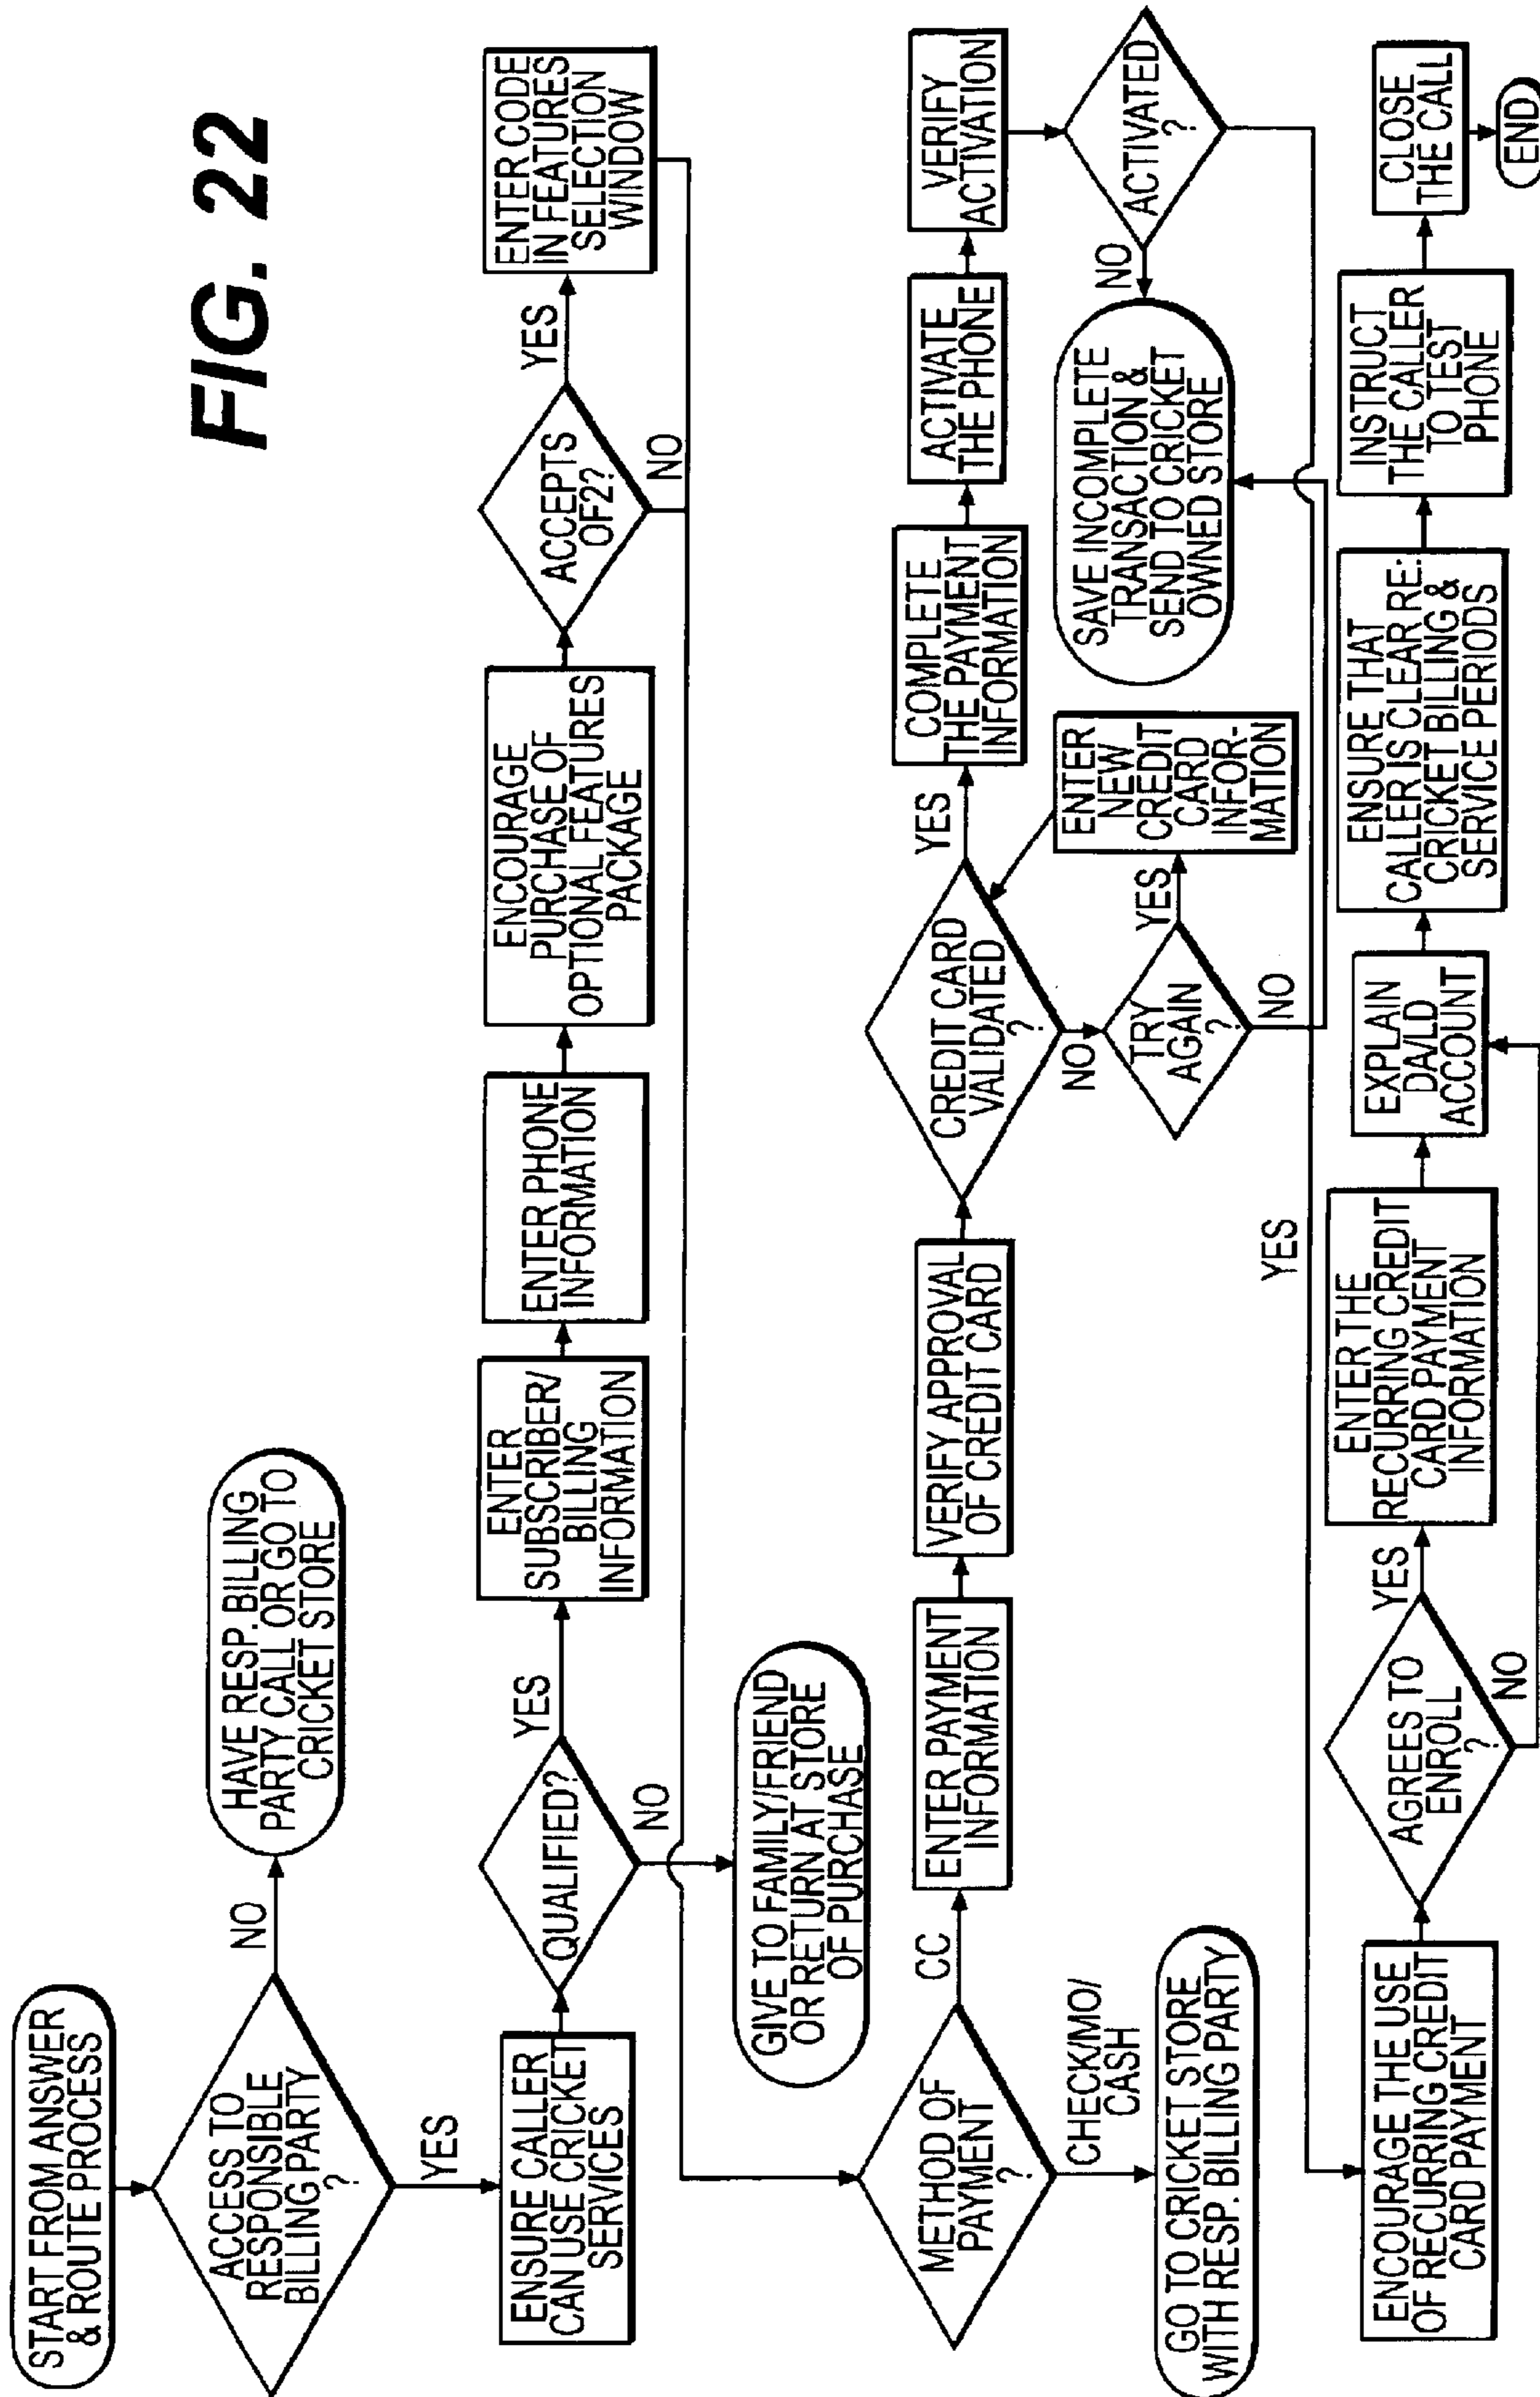 FIG. 22
START FROM ANSWER
& ROUTE PROCESS
ACCESS TO
RESPONSIBLE
BILLING PARTY
?
NO
HAVE RESP. BILLING
PARTY CALL OR GO TO
CRICKET STORE
YES
ENSURE CALLER
CAN USE CRICKET
SERVICES
QUALIFIED?
NO
GIVE TO FAMILY/FRIEND
OR RETURN AT STORE
OF PURCHASE
YES
ENTER
SUBSCRIBER/
BILLING
INFORMATION
ENTER PHONE
INFORMATION
ENCOURAGE
PURCHASE OF
OPTIONAL FEATURES
PACKAGE
ACCEPTS
OF2?
NO
YES
ENTER CODE
IN FEATURES
SELECTION
WINDOW
METHOD OF
PAYMENT
?
CHECK/MO/
CASH
GO TO CRICKET STORE
WITH RESP. BILLING PARTY
CC
ENTER PAYMENT
INFORMATION
VERIFY APPROVAL
OF CREDIT CARD
CREDIT CARD
VALIDATED
?
NO
TRY
AGAIN
?
NO
YES
ENTER
NEW
CREDIT
CARD
INFOR-
MATION
YES
COMPLETE
THE PAYMENT
INFORMATION
ACTIVATE
THE PHONE
VERIFY
ACTIVATION
ACTIVATED
?
NO
SAVE INCOMPLETE
TRANSACTION &
SEND TO CRICKET
OWNED STORE
YES
ENCOURAGE THE USE
OF RECURRING CREDIT
CARD PAYMENT
AGREES TO
ENROLL
?
NO
YES
ENTER THE
RECURRING CREDIT
CARD PAYMENT
INFORMATION
EXPLAIN
DA/LD
ACCOUNT
ENSURE THAT
CALLER IS CLEAR RE:
CRICKET BILLING &
SERVICE PERIODS
INSTRUCT
THE CALLER
TO TEST
PHONE
CLOSE
THE CALL
END